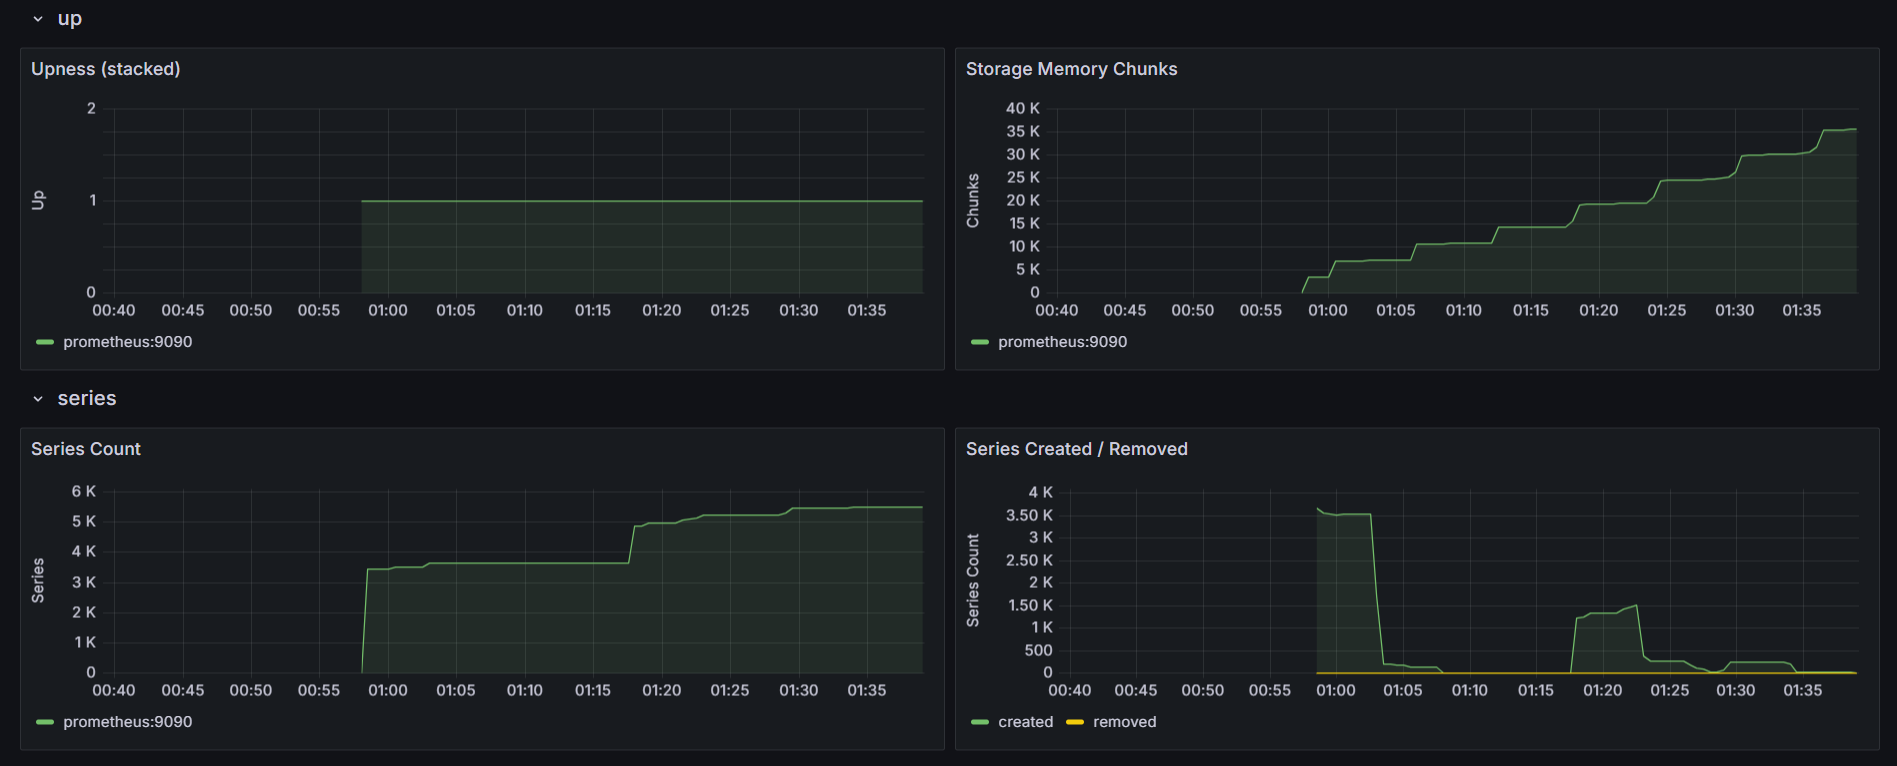 up
Upness (stacked)
Up
2
1
0
00:40 00:45 00:50 00:55 01:00 01:05 01:10 01:15 01:20 01:25 01:30 01:35
prometheus:9090
Storage Memory Chunks
Chunks
40 K
35 K
30 K
25 K
20 K
15 K
10 K
5 K
0
00:40 00:45 00:50 00:55 01:00 01:05 01:10 01:15 01:20 01:25 01:30 01:35
prometheus:9090
series
Series Count
Series
6 K
5 K
4 K
3 K
2 K
1 K
0
00:40 00:45 00:50 00:55 01:00 01:05 01:10 01:15 01:20 01:25 01:30 01:35
prometheus:9090
Series Created / Removed
Series Count
4 K
3.50 K
3 K
2.50 K
2 K
1.50 K
1 K
500
0
00:40 00:45 00:50 00:55 01:00 01:05 01:10 01:15 01:20 01:25 01:30 01:35
created removed